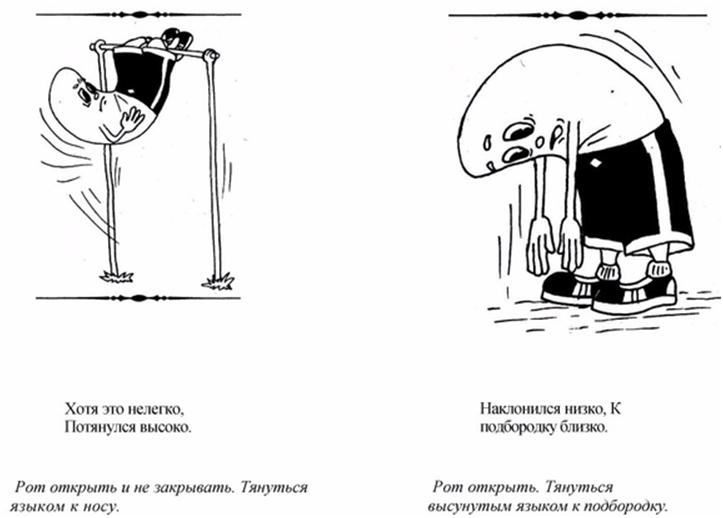 Хотя это нелегко,
Потянулся высоко.
Рот открыть и не закрывать. Тянуться
языком к носу.
Наклонился низко, К
подбородку близко.
Рот открыть. Тянуться
высунутым языком к подбородку.